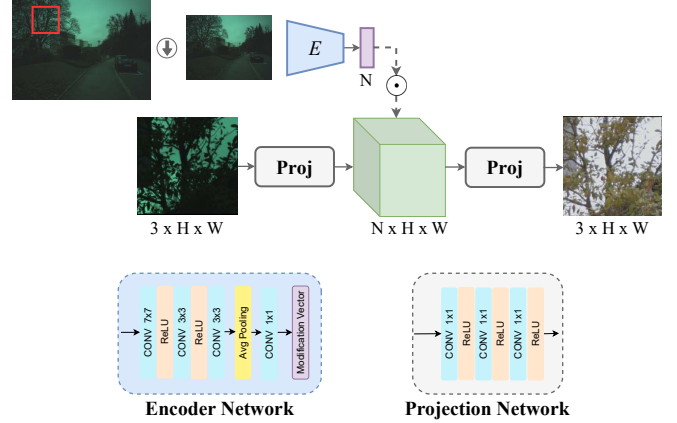 E
N
Proj
Proj
3 x H x W
N x H x W
3 x H x W
CONV 7x7
ReLU
CONV 3x3
ReLU
CONV 3x3
Avg Pooling
CONV 1x1
Modification Vector
CONV 1x1
ReLU
CONV 1x1
ReLU
CONV 1x1
ReLU
Encoder Network
Projection Network